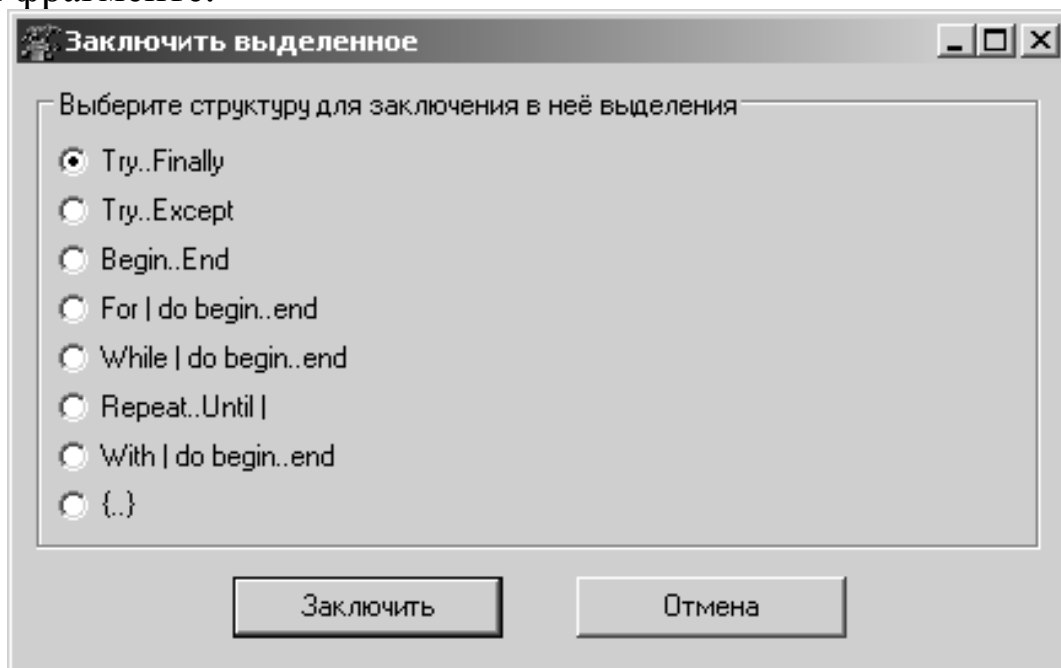 фрагменте.
Заключить выделенное
Выберите структуру для заключения в неё выделения
Try..Finally
Try..Except
Begin..End
For | do begin..end
While | do begin..end
Repeat..Until |
With | do begin..end
{..}
Заключить Отмена